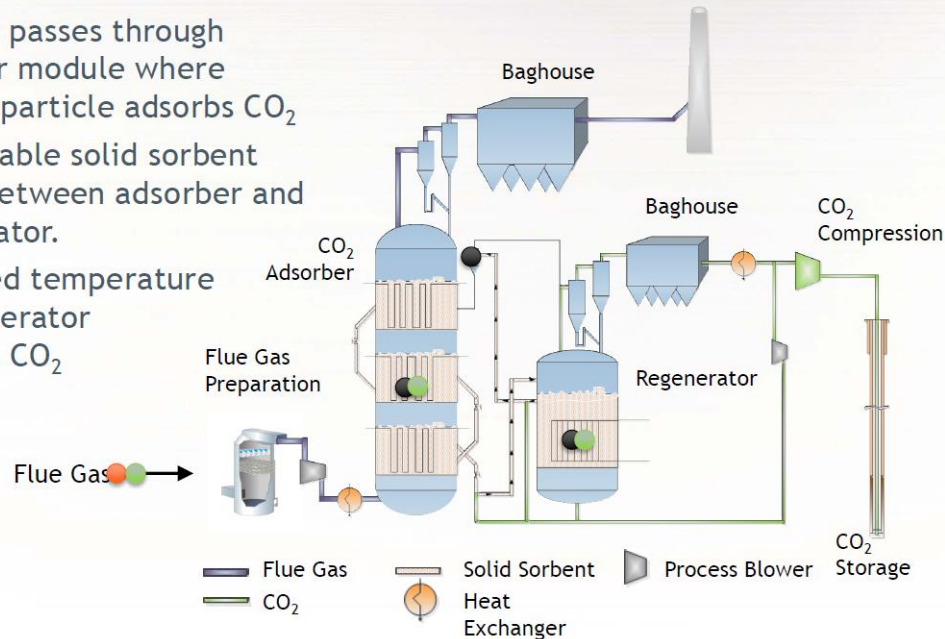 passes through
r module where
particle adsorbs CO₂
able solid sorbent
etween adsorber and
ator.
ed temperature
erator
CO₂
Baghouse
Baghouse
CO₂
Compression
CO₂
Adsorber
Flue Gas
Preparation
Regenerator
Flue Gas
CO₂
Storage
Flue Gas
Solid Sorbent
Process Blower
CO₂
Heat
Exchanger